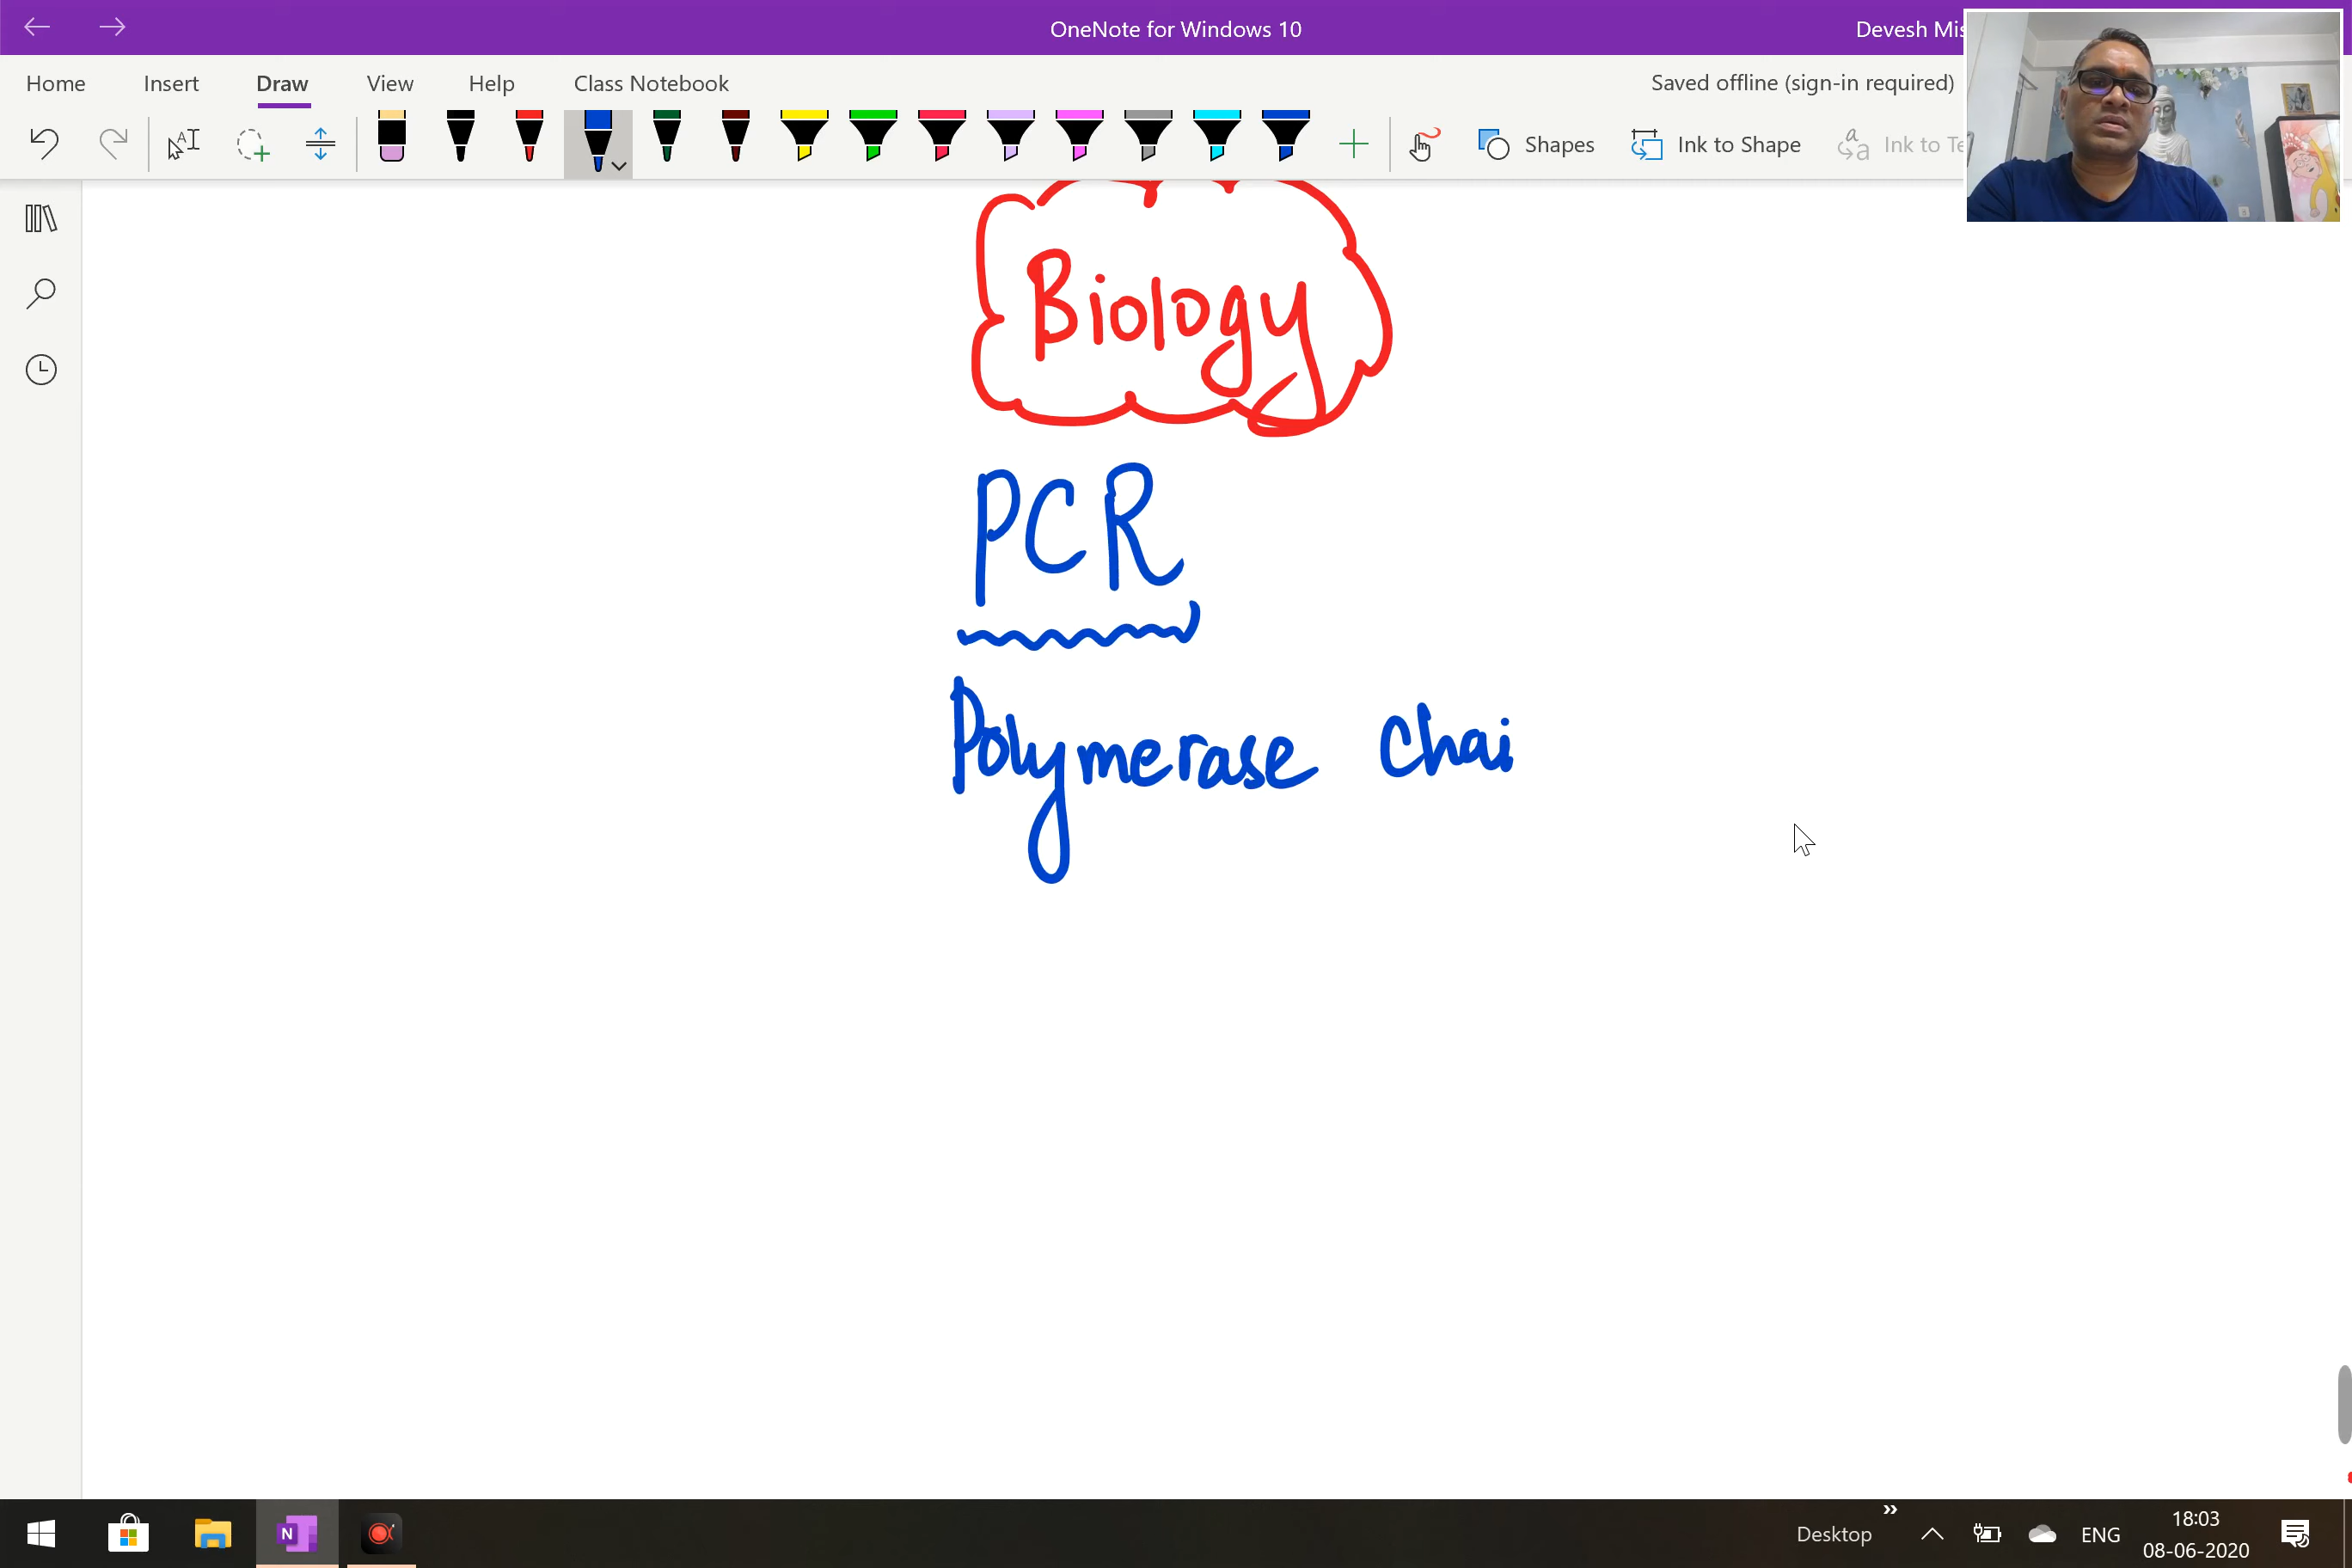 OneNote for Windows 10
Devesh Mis
Home Insert Draw View Help Class Notebook
Saved offline (sign-in required)
Shapes Ink to Shape Ink to Te
Biology
PCR
Polymerase Chai
Desktop ENG 18:03
08-06-2020